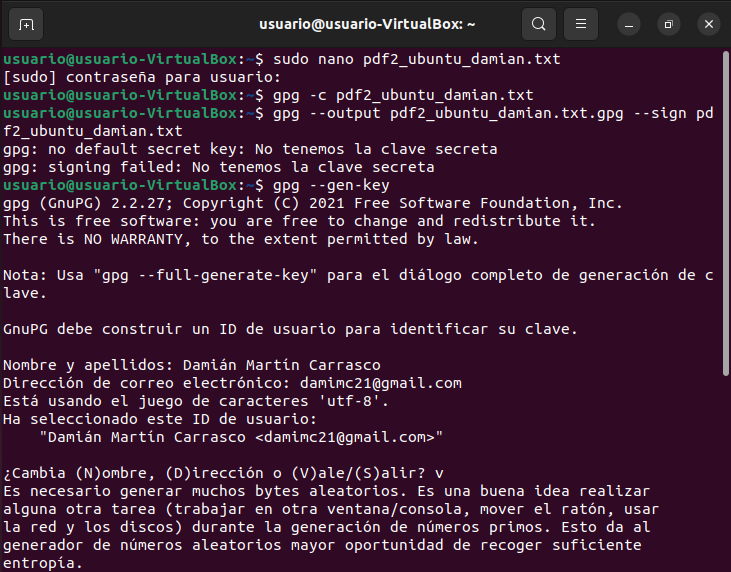 usuario@usuario-VirtualBox: ~
usuario@usuario-VirtualBox:~$ sudo nano pdf2_ubuntu_damian.txt
[sudo] contraseña para usuario:
usuario@usuario-VirtualBox:~$ gpg -c pdf2_ubuntu_damian.txt
usuario@usuario-VirtualBox:~$ gpg --output pdf2_ubuntu_damian.txt.gpg --sign pd
f2_ubuntu_damian.txt
gpg: no default secret key: No tenemos la clave secreta
gpg: signing failed: No tenemos la clave secreta
usuario@usuario-VirtualBox:~$ gpg --gen-key
gpg (GnuPG) 2.2.27; Copyright (C) 2021 Free Software Foundation, Inc.
This is free software: you are free to change and redistribute it.
There is NO WARRANTY, to the extent permitted by law.
Nota: Usa "gpg --full-generate-key" para el diálogo completo de generación de c
lave.
GnuPG debe construir un ID de usuario para identificar su clave.
Nombre y apellidos: Damián Martín Carrasco
Dirección de correo electrónico: damimc21@gmail.com
Está usando el juego de caracteres 'utf-8'.
Ha seleccionado este ID de usuario:
    "Damián Martín Carrasco <damimc21@gmail.com>"
¿Cambia (N)ombre, (D)irección o (V)ale/(S)alir? v
Es necesario generar muchos bytes aleatorios. Es una buena idea realizar
alguna otra tarea (trabajar en otra ventana/consola, mover el ratón, usar
la red y los discos) durante la generación de números primos. Esto da al
generador de números aleatorios mayor oportunidad de recoger suficiente
entropía.